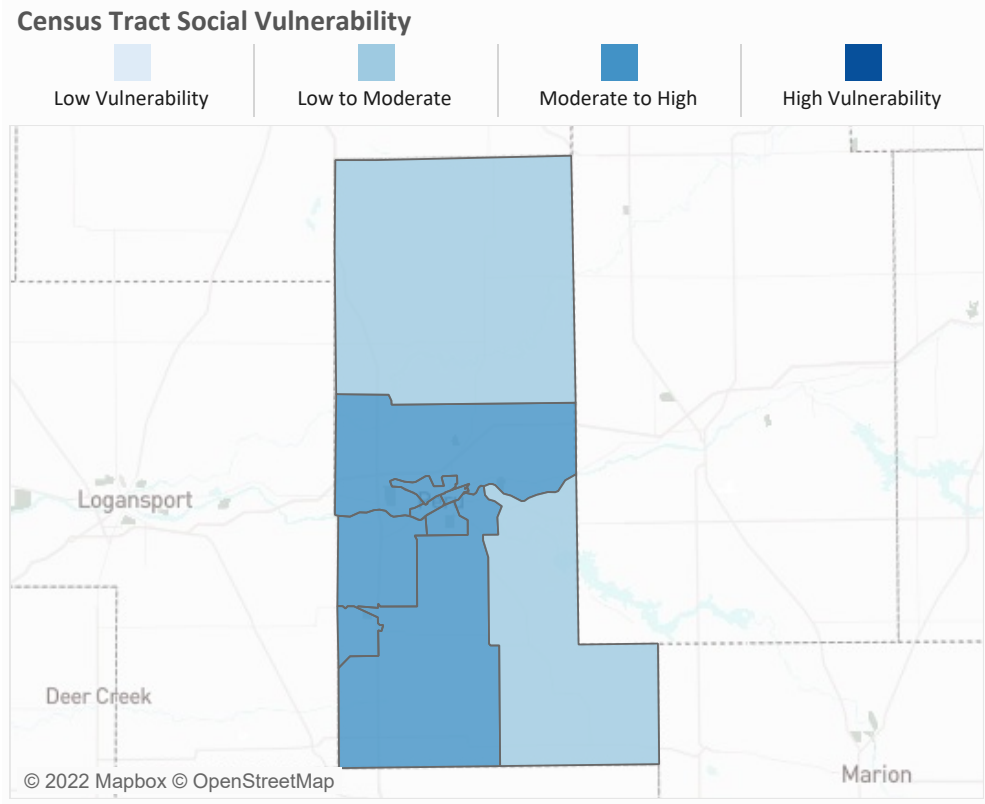 Census Tract Social Vulnerability
Low Vulnerability
Low to Moderate
Moderate to High
High Vulnerability
Logansport
Deer Creek
Marion
© 2022 Mapbox © OpenStreetMap